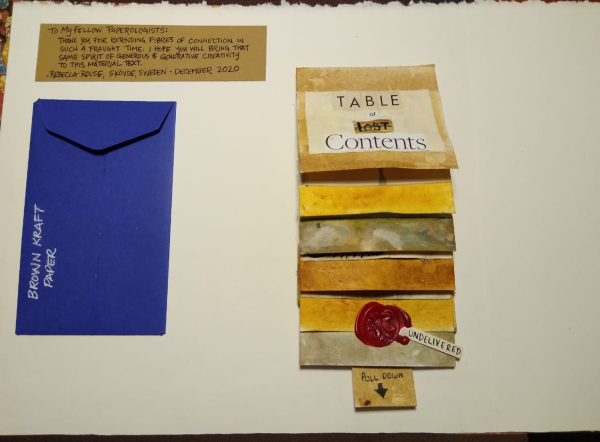 TO MY FELLOW PAPEROLOGISTS:
THANK YOU FOR EXTENDING FIBRES OF CONNECTION IN
SUCH A FRAUGHT TIME. I HOPE YOU WILL BRING THAT
SAME SPIRIT OF GENEROUS & GENERATIVE CREATIVITY
TO THIS MATERIAL TEXT.
-REBECCA ROUSE, SKÖVDE, SWEDEN - DECEMBER 2020
BROWN KRAFT
PAPER
TABLE
OF
LOST
Contents
UNDELIVERED
PULL DOWN